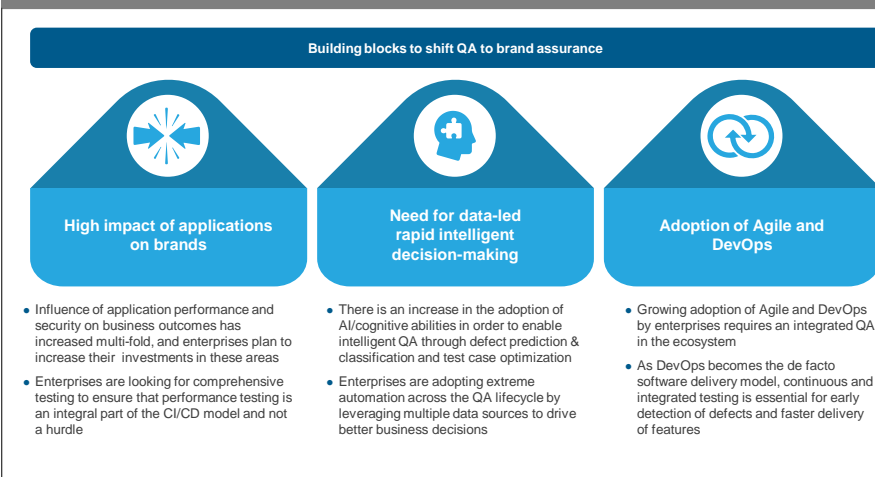 Building blocks to shift QA to brand assurance
High impact of applications
on brands
Need for data-led
rapid intelligent
decision-making
Adoption of Agile and
DevOps
• Influence of application performance and
security on business outcomes has
increased multi-fold, and enterprises plan to
increase their investments in these areas
• Enterprises are looking for comprehensive
testing to ensure that performance testing is
an integral part of the CI/CD model and not
a hurdle
• There is an increase in the adoption of
AI/cognitive abilities in order to enable
intelligent QA through defect prediction &
classification and test case optimization
• Enterprises are adopting extreme
automation across the QA lifecycle by
leveraging multiple data sources to drive
better business decisions
• Growing adoption of Agile and DevOps
by enterprises requires an integrated QA
in the ecosystem
• As DevOps becomes the de facto
software delivery model, continuous and
integrated testing is essential for early
detection of defects and faster delivery
of features